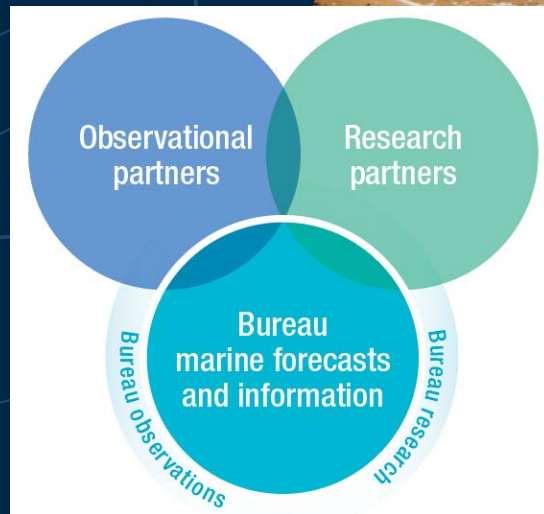 Observational
partners
Research
partners
Bureau
marine forecasts
and information
Bureau observations
Bureau research